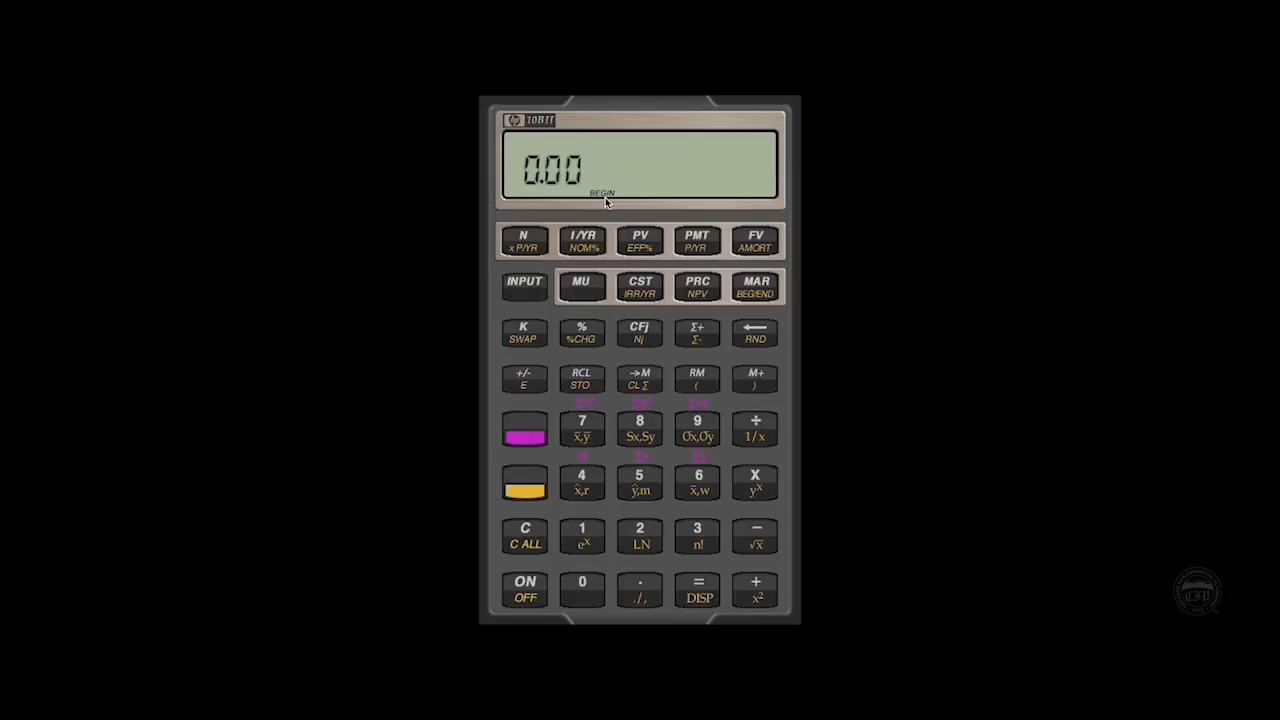 hp 10BII
0.00
BEGIN
N I/YR PV PMT FV
xP/YR NOM% EFF% P/YR AMORT
INPUT MU CST PRC MAR
IRR/YR NPV BEG/END
K % CFj Σ+ ←
SWAP %CHG Nj Σ- RND
+/- RCL →M RM M+
E STO CL Σ ( )
7 8 9 ÷
x̄,ȳ Sx,Sy σx,σy 1/x
4 5 6 X
x̂,r ŷ,m x̄,w yˣ
C 1 2 3 −
C ALL eˣ LN n! √x
ON 0 . = +
OFF ./, DISP x²